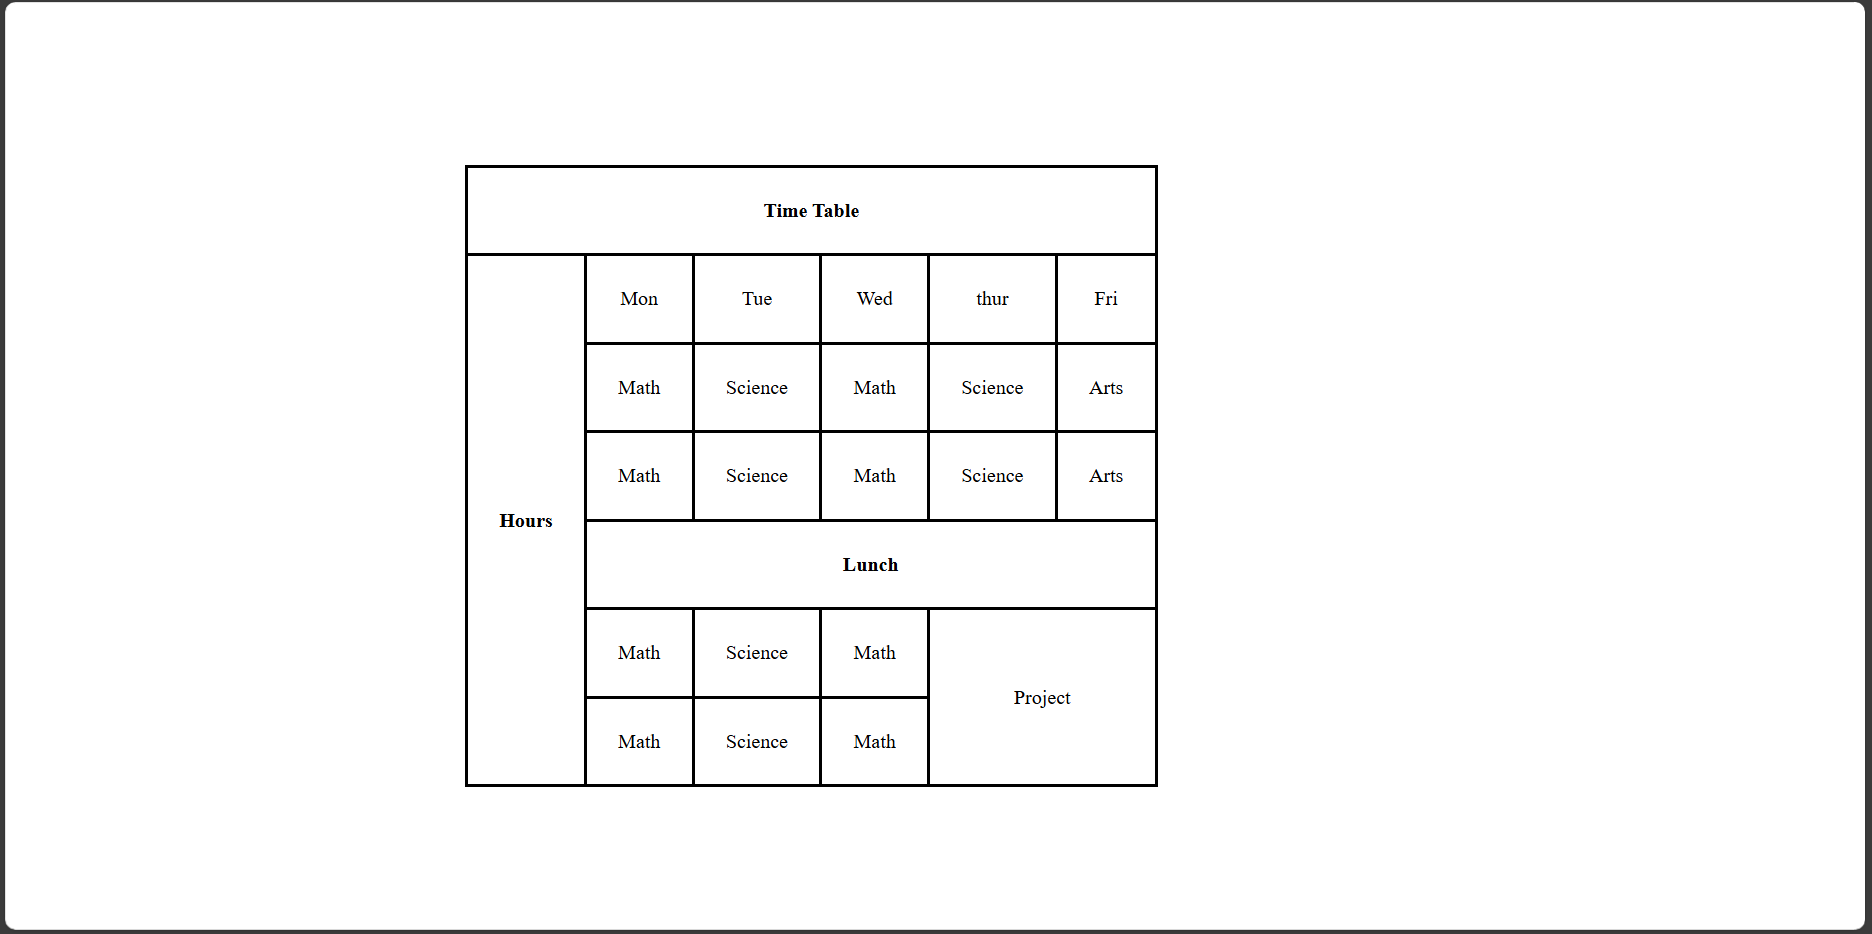 Time Table
Hours Mon Tue Wed thur Fri
Math Science Math Science Arts
Math Science Math Science Arts
Lunch
Math Science Math Project
Math Science Math